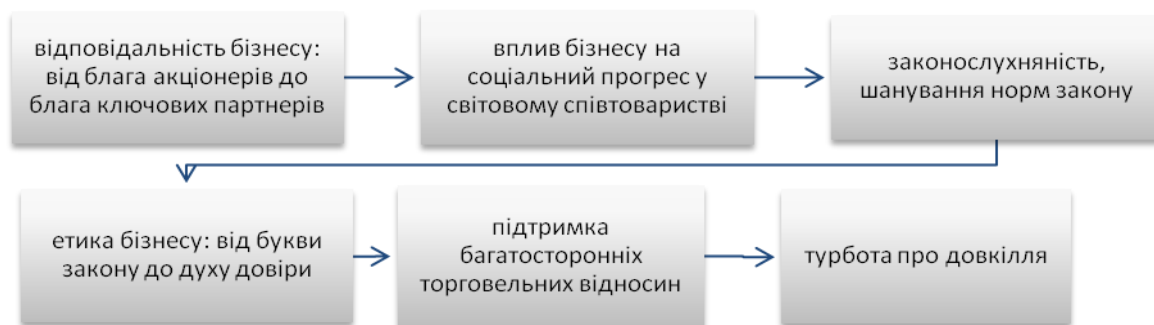 відповідальність бізнесу:
від блага акціонерів до
блага ключових партнерів
вплив бізнесу на
соціальний прогрес у
світовому співтоваристві
законослухняність,
шанування норм закону
етика бізнесу: від букви
закону до духу довіри
підтримка
багатосторонніх
торговельних відносин
турбота про довкілля